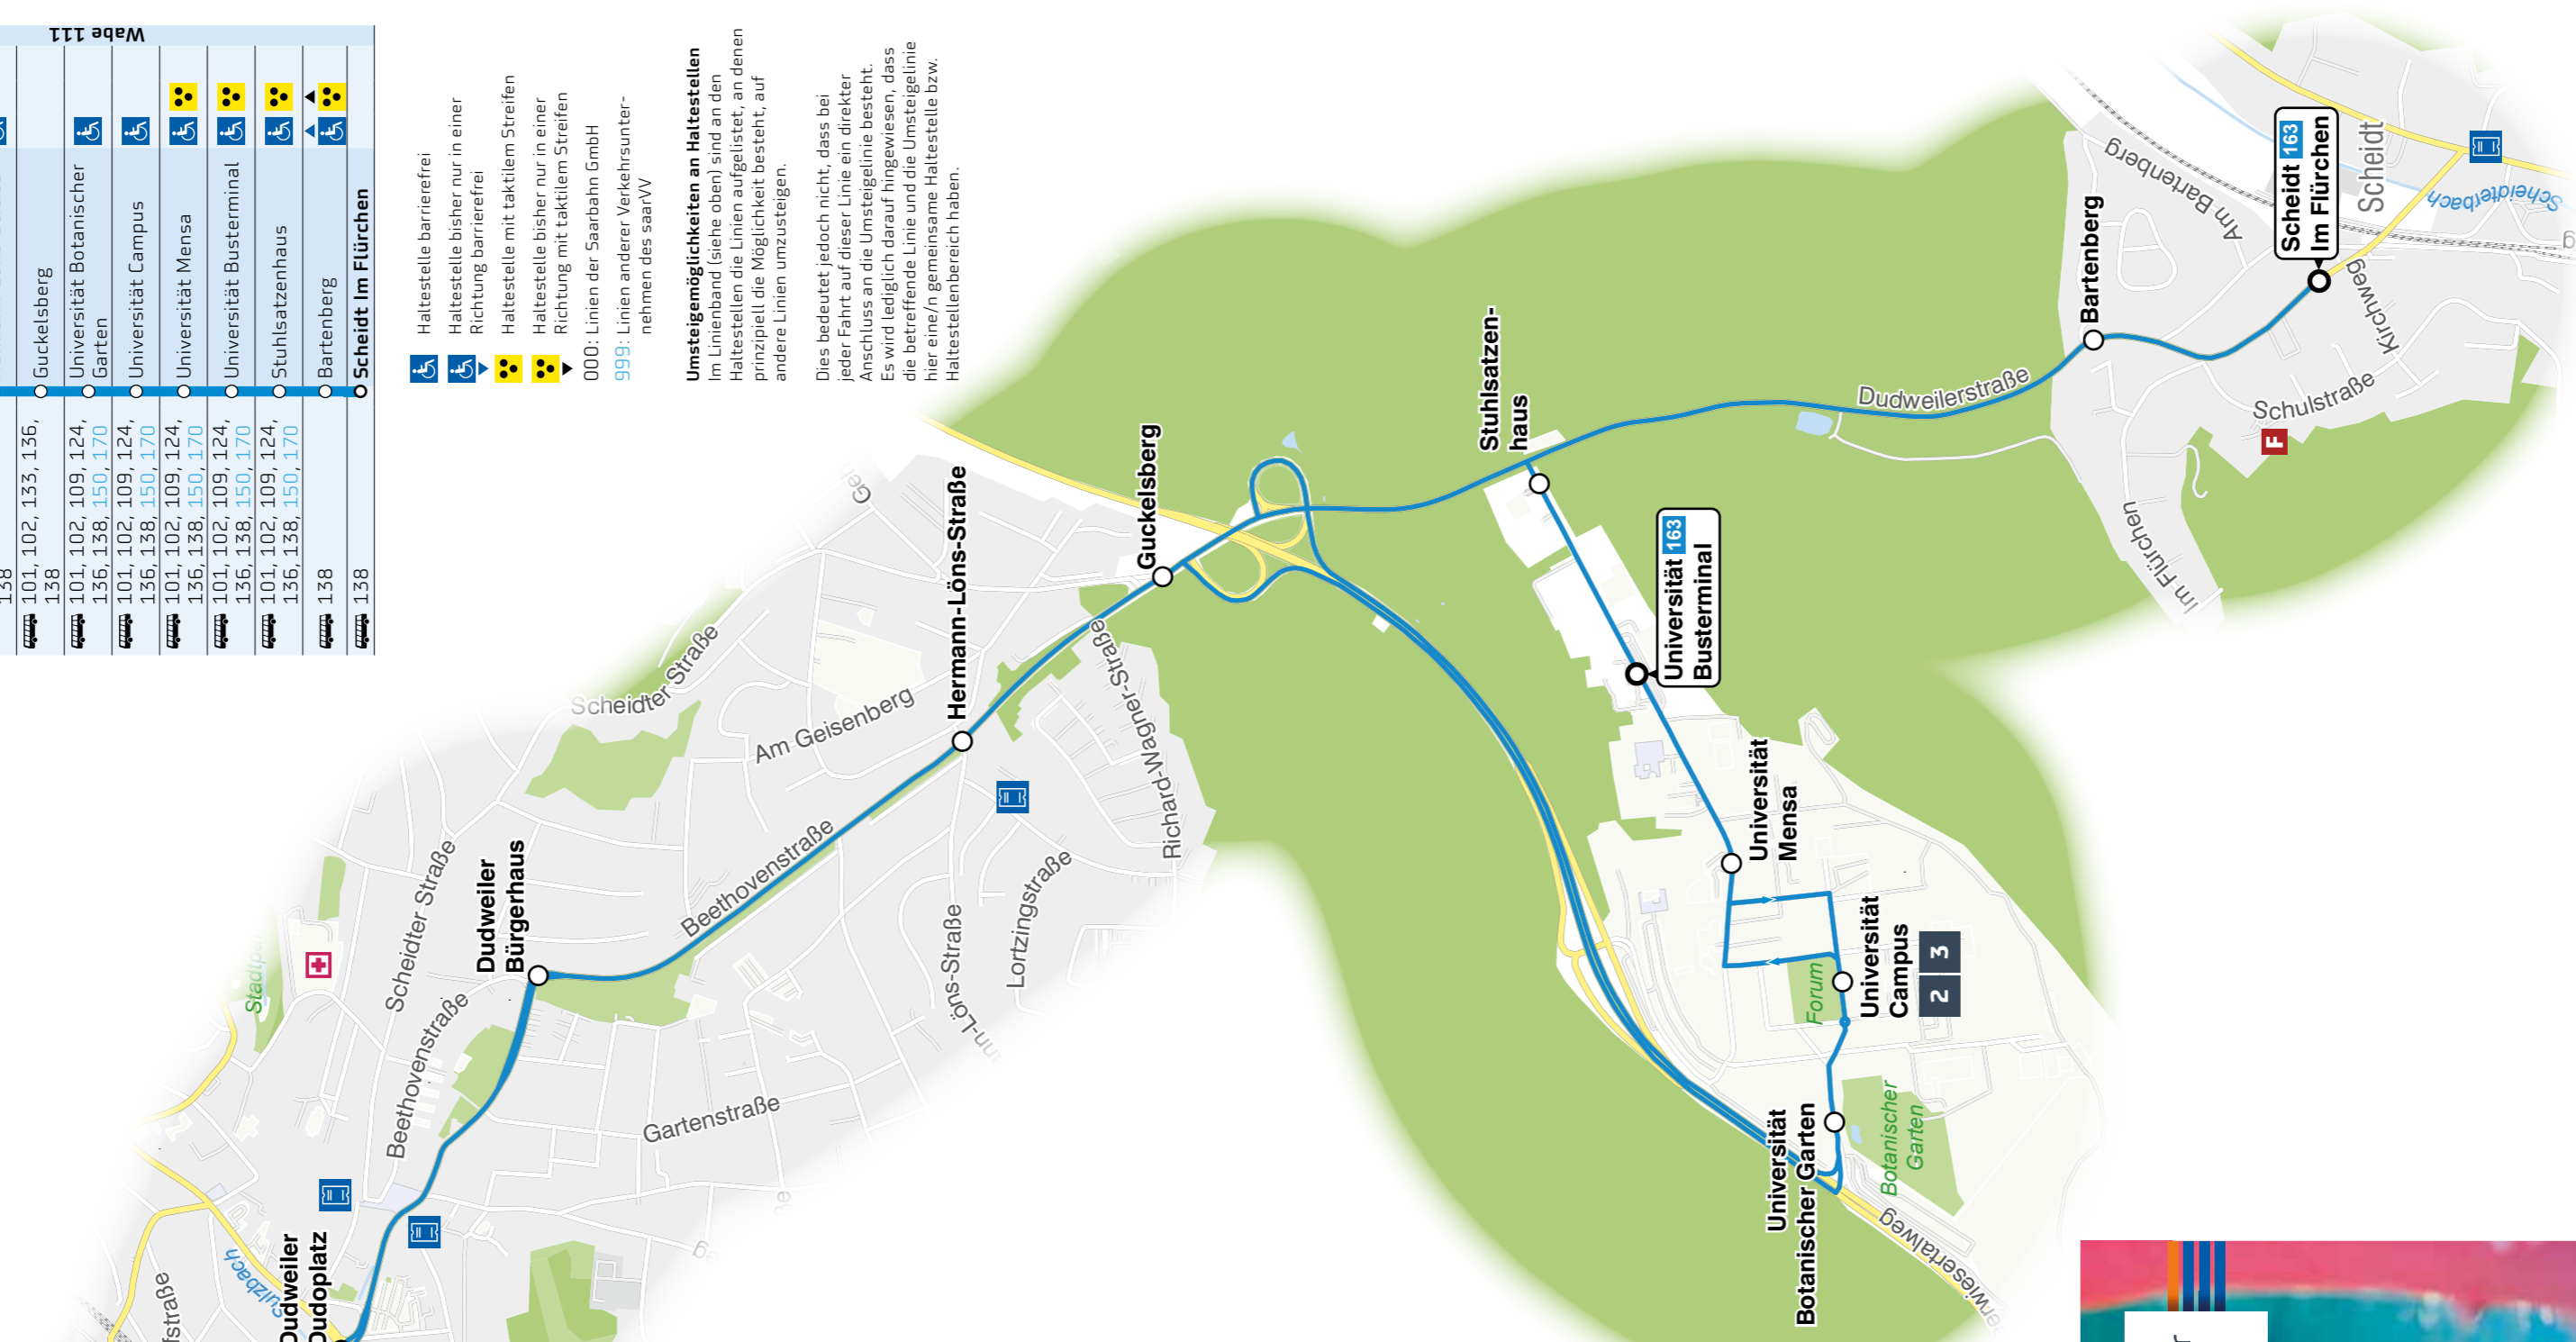 Wabe 111
138
101, 102, 133, 136,
138
Guckelsberg
101, 102, 109, 124,
136, 138, 150, 170
Universität Botanischer
Garten
101, 102, 109, 124,
136, 138, 150, 170
Universität Campus
101, 102, 109, 124,
136, 138, 150, 170
Universität Mensa
101, 102, 109, 124,
136, 138, 150, 170
Universität Busterminal
101, 102, 109, 124,
136, 138, 150, 170
Stuhlsatzenhaus
138
Bartenberg
138
Scheidt Im Flürchen
Haltestelle barrierefrei
Haltestelle bisher nur in einer
Richtung barrierefrei
Haltestelle mit taktilem Streifen
Haltestelle bisher nur in einer
Richtung mit taktilem Streifen
000: Linien der Saarbahn GmbH
999: Linien anderer Verkehrsunter-
nehmen des saarVV
Umsteigemöglichkeiten an Haltestellen
Im Linienband (siehe oben) sind an den
Haltestellen die Linien aufgelistet, an denen
prinzipiell die Möglichkeit besteht, auf
andere Linien umzusteigen.
Dies bedeutet jedoch nicht, dass bei
jeder Fahrt auf dieser Linie ein direkter
Anschluss an die Umsteigelinie besteht.
Es wird lediglich darauf hingewiesen, dass
die betreffende Linie und die Umsteigeline
hier eine/n gemeinsame Haltestelle bzw.
Haltestellenbereich haben.
Dudweiler
Dudoplatz
Sulzbach
fstraße
Stadtpar
Scheidter Straße
Beethovenstraße
Dudweiler
Bürgerhaus
Gartenstraße
Scheidter Straße
Beethovenstraße
Am Geisenberg
Hermann-Löns-Straße
nn-Löns-Straße
Lortzingstraße
Richard-Wagner-Straße
Guckelsberg
Stuhlsatzen-
haus
Universität 163
Busterminal
Universität
Mensa
Universität
Campus
2 3
Forum
Universität
Botanischer Garten
Botanischer
Garten
Dudweilerstraße
Bartenberg
Am Bartenberg
Scheidt 163
Im Flürchen
Scheidt
Scheidterbach
Kirchweg
Schulstraße
F
Im Flürchen